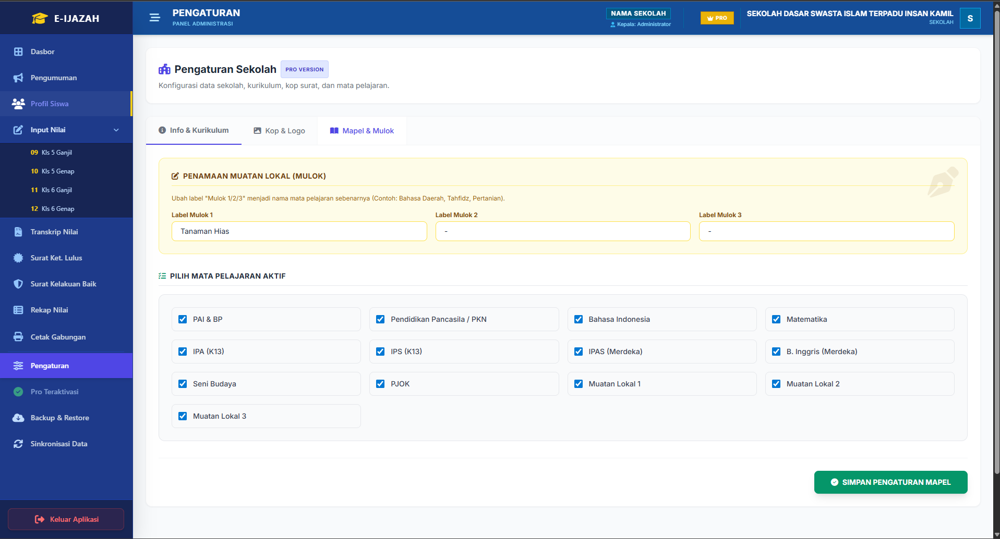 E-IJAZAH
Dasbor
Pengumuman
Profil Siswa
Input Nilai
09 Kls 5 Ganjil
10 Kls 5 Genap
11 Kls 6 Ganjil
12 Kls 6 Genap
Transkrip Nilai
Surat Ket. Lulus
Surat Kelakuan Baik
Rekap Nilai
Cetak Gabungan
Pengaturan
Pro Teraktivasi
Backup & Restore
Sinkronisasi Data
Keluar Aplikasi
PENGATURAN
PANEL ADMINISTRASI
NAMA SEKOLAH
Kepala: Administrator
PRO
SEKOLAH DASAR SWASTA ISLAM TERPADU INSAN KAMIL
SEKOLAH
S
Pengaturan Sekolah PRO VERSION
Konfigurasi data sekolah, kurikulum, kop surat, dan mata pelajaran.
Info & Kurikulum Kop & Logo Mapel & Mulok
PENAMAAN MUATAN LOKAL (MULOK)
Ubah label "Mulok 1/2/3" menjadi nama mata pelajaran sebenarnya (Contoh: Bahasa Daerah, Tahfidz, Pertanian).
Label Mulok 1 Label Mulok 2 Label Mulok 3
Tanaman Hias - -
PILIH MATA PELAJARAN AKTIF
PAI & BP Pendidikan Pancasila / PKN Bahasa Indonesia Matematika
IPA (K13) IPS (K13) IPAS (Merdeka) B. Inggris (Merdeka)
Seni Budaya PJOK Muatan Lokal 1 Muatan Lokal 2
Muatan Lokal 3
SIMPAN PENGATURAN MAPEL